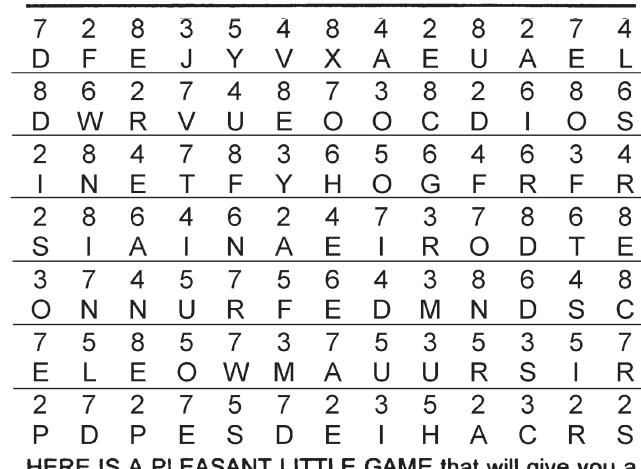 7 2 8 3 5 4 8 4 2 8 2 7 4
D F E J Y V X A E U A E L
8 6 2 7 4 8 7 3 8 2 6 8 6
D W R V U E O O C D I O S
2 8 4 7 8 3 6 5 6 4 6 3 4
I N E T F Y H O G F R F R
2 8 6 4 6 2 4 7 3 7 8 6 8
S I A I N A E I R O D T E
3 7 4 5 7 5 6 4 3 8 6 4 8
O N N U R F E D M N D S C
7 5 8 5 7 3 7 5 3 5 3 5 7
E L E O W M A U U R S I R
2 7 2 7 5 7 2 3 5 2 3 2 2
P D P E S D E I H A C R S
HERE IS A PLEASANT LITTLE GAME that will give you a